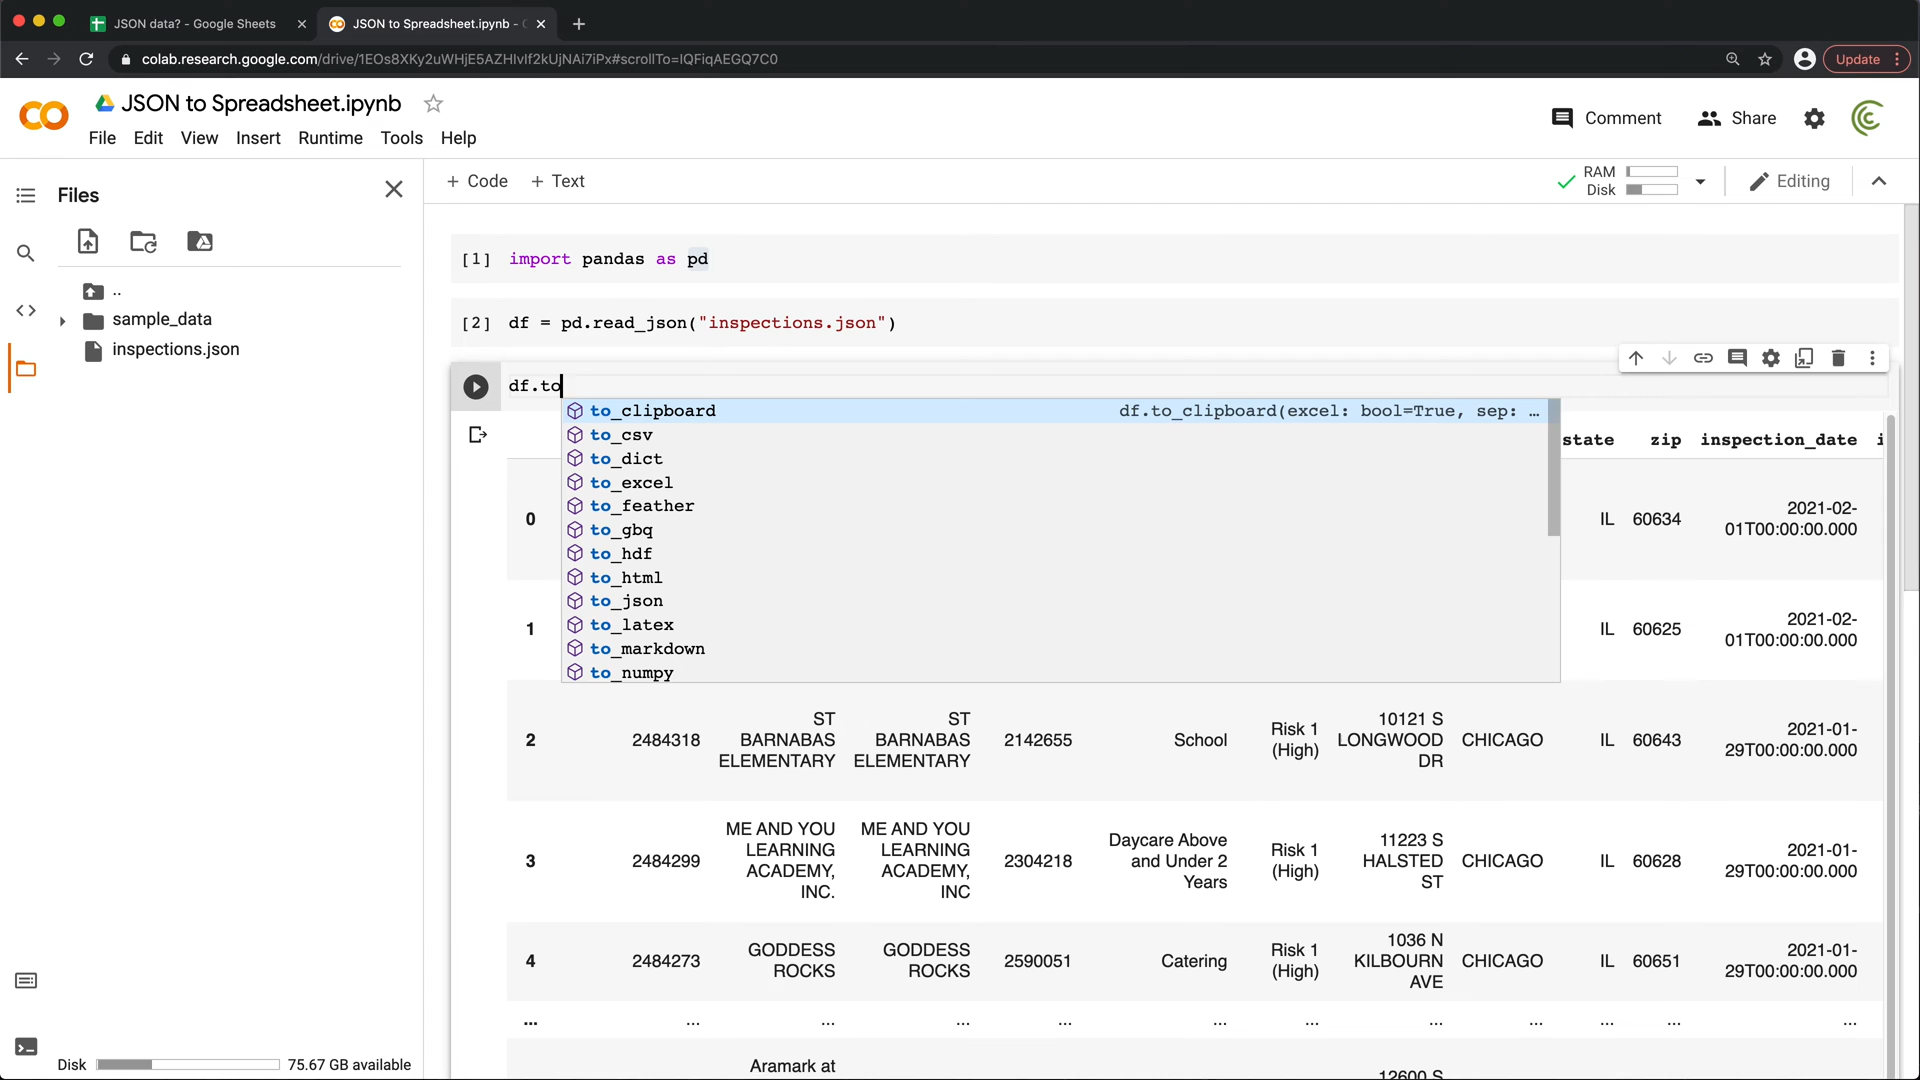 JSON data? - Google Sheets
JSON to Spreadsheet.ipynb -
colab.research.google.com/drive/1EOs8XKy2uWHjE5AZHIvIf2kUjNAi7iPx#scrollTo=IQFiqAEGQ7C0
Update
JSON to Spreadsheet.ipynb
File Edit View Insert Runtime Tools Help
Comment
Share
Files
+ Code + Text
RAM
Disk
Editing
..
sample_data
inspections.json
[1] import pandas as pd
[2] df = pd.read_json("inspections.json")
df.to
to_clipboard df.to_clipboard(excel: bool=True, sep: …
to_csv
to_dict
to_excel
to_feather
to_gbq
to_hdf
to_html
to_json
to_latex
to_markdown
to_numpy
state zip inspection_date
0 IL 60634 2021-02-
01T00:00:00.000
1 IL 60625 2021-02-
01T00:00:00.000
2 2484318 ST BARNABAS ELEMENTARY ST BARNABAS ELEMENTARY 2142655 School Risk 1 (High) 10121 S LONGWOOD DR CHICAGO IL 60643 2021-01-29T00:00:00.000
3 2484299 ME AND YOU LEARNING ACADEMY, INC. ME AND YOU LEARNING ACADEMY, INC 2304218 Daycare Above and Under 2 Years Risk 1 (High) 11223 S HALSTED ST CHICAGO IL 60628 2021-01-29T00:00:00.000
4 2484273 GODDESS ROCKS GODDESS ROCKS 2590051 Catering Risk 1 (High) 1036 N KILBOURN AVE CHICAGO IL 60651 2021-01-29T00:00:00.000
... ... ... ... ... ... ... ... ... ... ... ...
Aramark at
12600 S
Disk 75.67 GB available